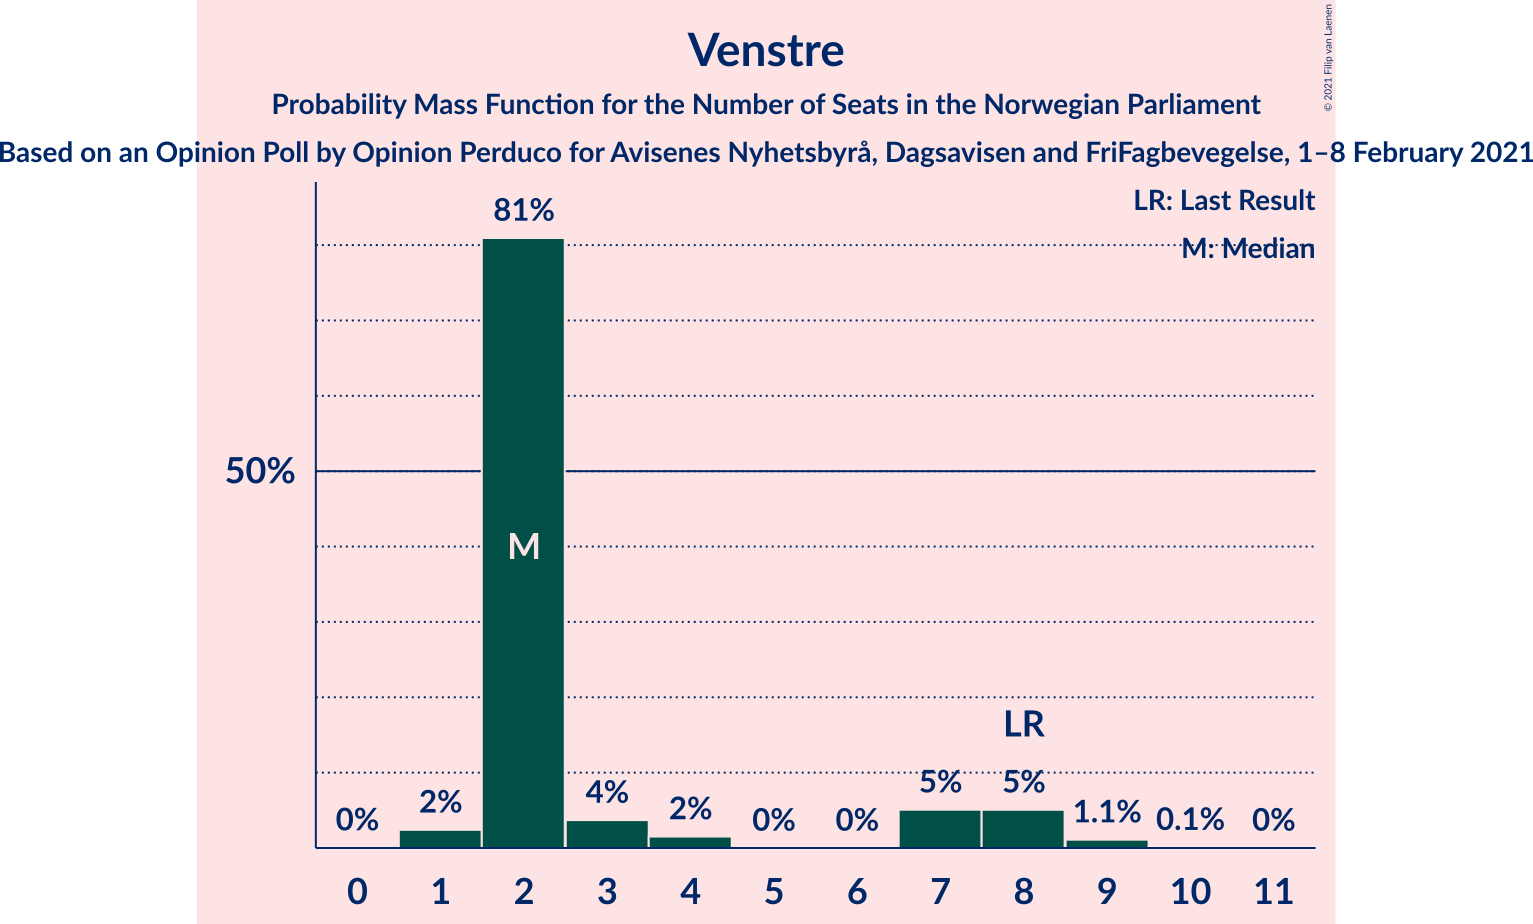 Venstre
Probability Mass Function for the Number of Seats in the Norwegian Parliament
Based on an Opinion Poll by Opinion Perduco for Avisenes Nyhetsbyrå, Dagsavisen and FriFagbevegelse, 1–8 February 2021
© 2021 Filip van Laenen
LR: Last Result
M: Median
50%
0%
2%
81%
M
4%
2%
0%
0%
5%
5%
LR
1.1%
0.1%
0%
0 1 2 3 4 5 6 7 8 9 10 11